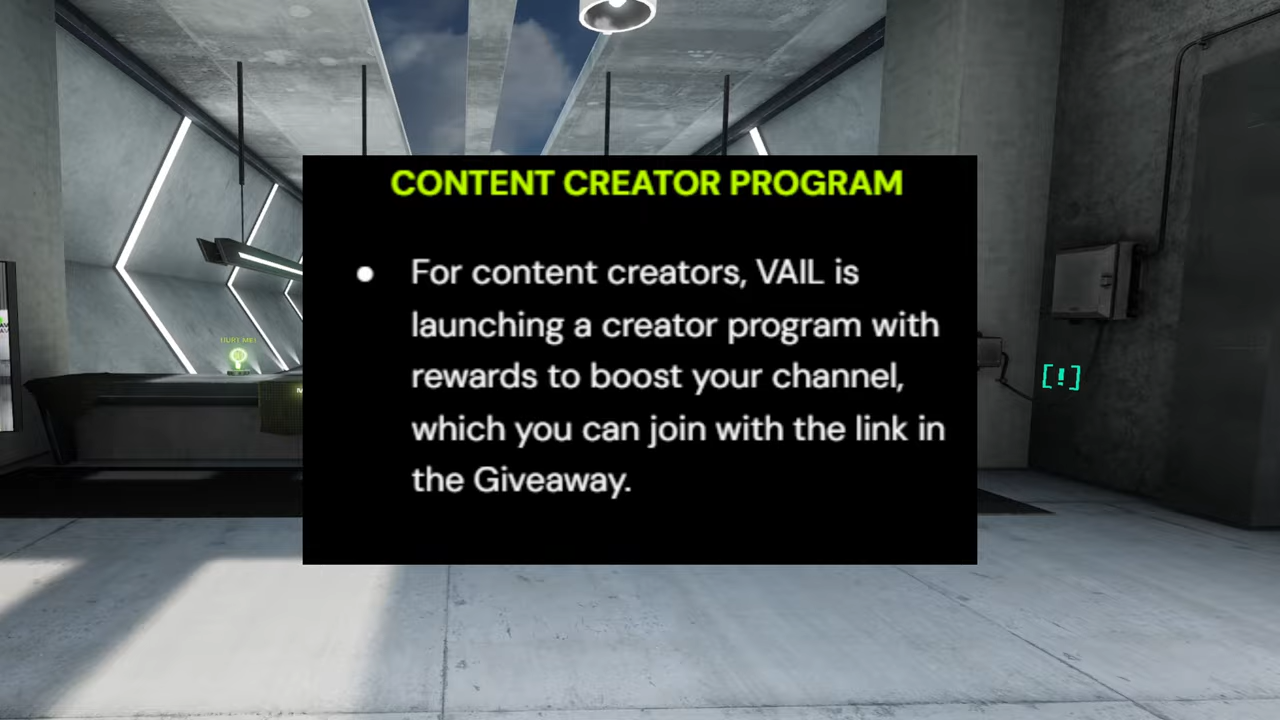 CONTENT CREATOR PROGRAM
● For content creators, VAIL is
launching a creator program with
rewards to boost your channel,
which you can join with the link in
the Giveaway.
[!]